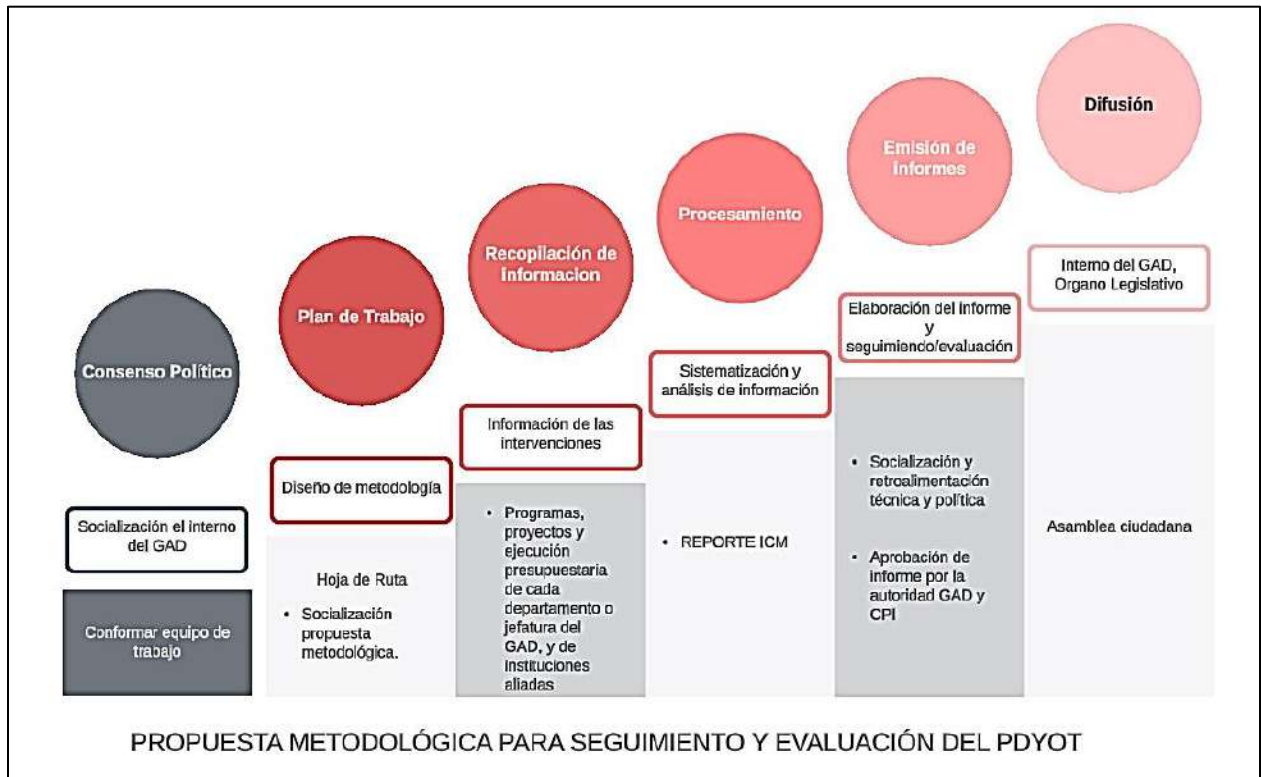 Consenso Político
Socialización el interno
del GAD
Conformar equipo de
trabajo
Plan de Trabajo
Diseño de metodología
Hoja de Ruta
• Socialización
propuesta
metodológica.
Recopilación de
Informacion
Información de las
intervenciones
• Programas,
proyectos y
ejecución
presupuestaria
de cada
departamento o
jefatura del
GAD, y de
instituciones
aliadas
Procesamiento
Sistematización y
análisis de información
• REPORTE ICM
Emisión de
informes
Elaboración del informe
y
seguimiendo/evaluación
• Socialización y
retroalimentación
técnica y política
• Aprobación de
informe por la
autoridad GAD y
CPI
Difusión
Interno del GAD,
Organo Legislativo
Asamblea ciudadana
PROPUESTA METODOLÓGICA PARA SEGUIMIENTO Y EVALUACIÓN DEL PDYOT